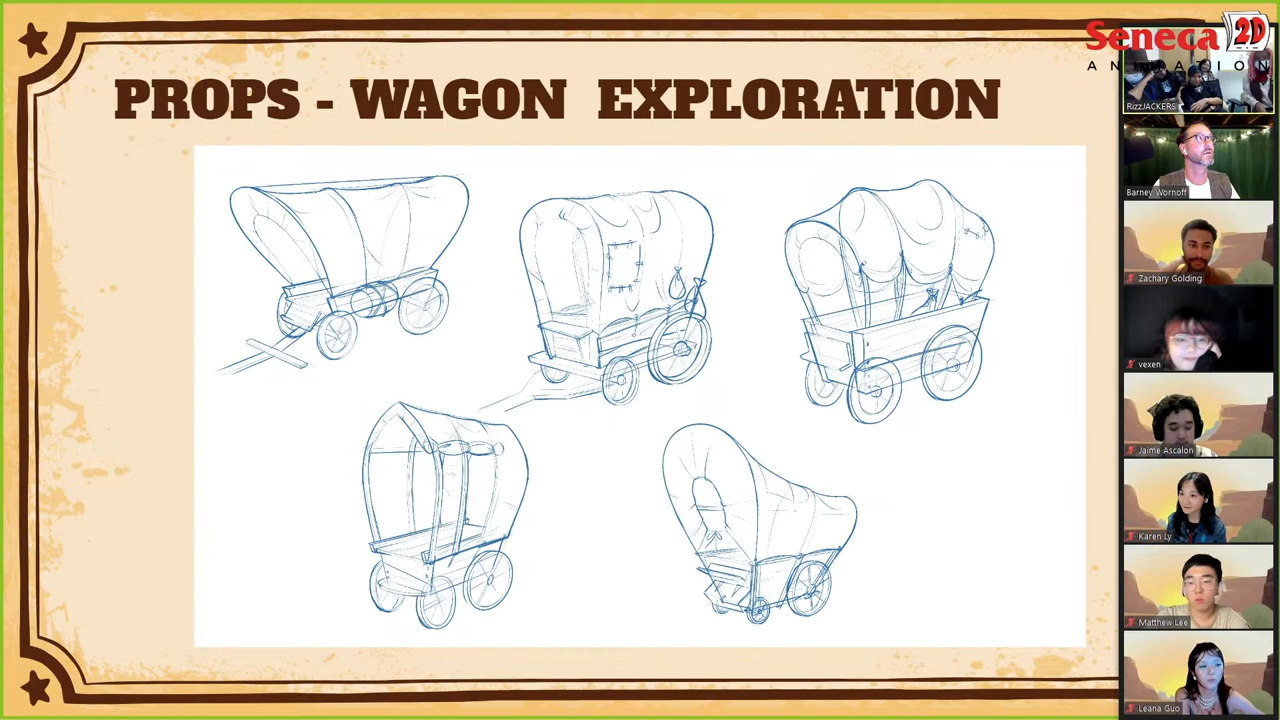 PROPS - WAGON EXPLORATION
Seneca 2D
ANIMATION
RizzJACKERS
Barney Wornoff
Zachary Golding
vexen
Jaime Ascalon
Karen Ly
Matthew Lee
Leana Guo